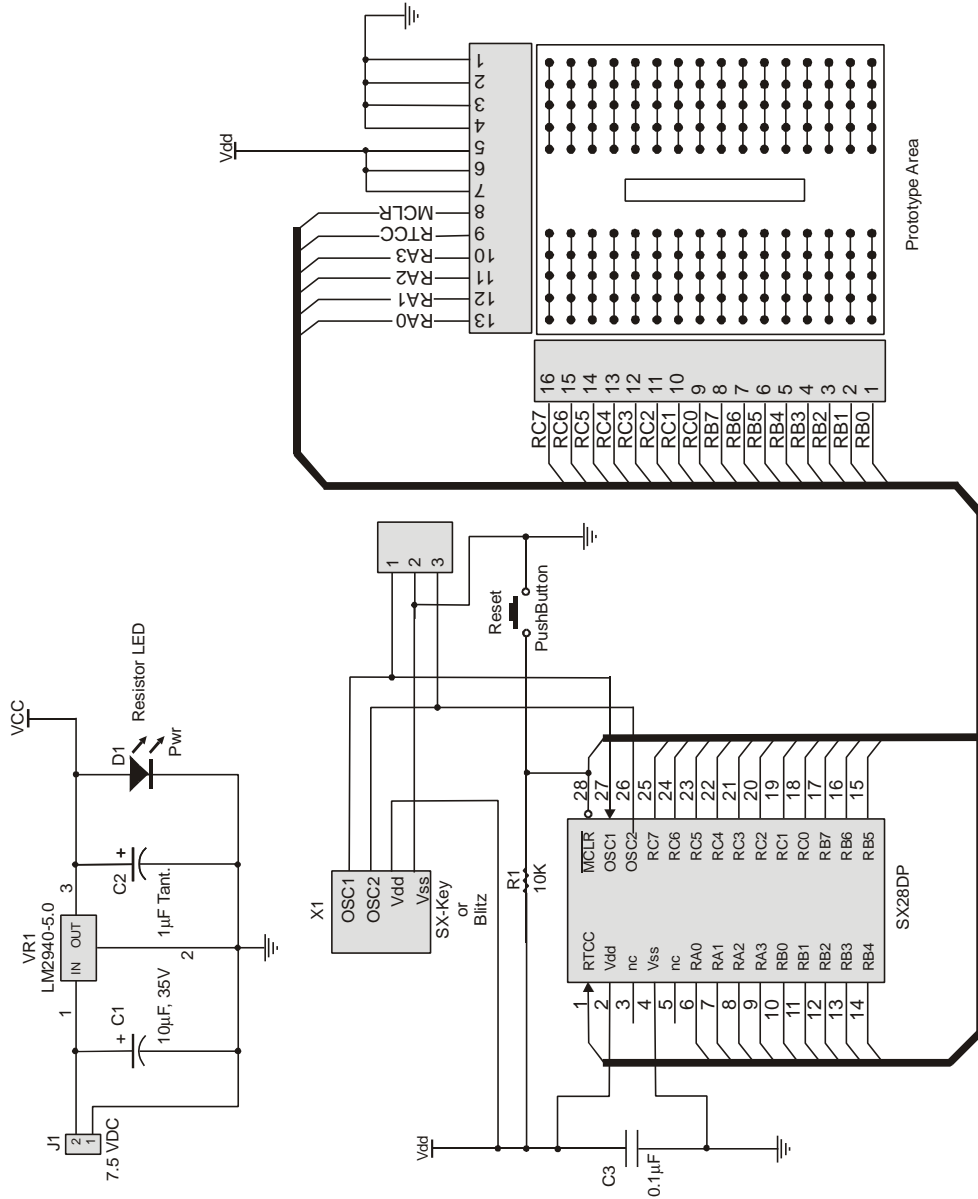 J1
2
1
7.5 VDC
1
+
C1
10µF, 35V
VR1
LM2940-5.0
IN OUT
2
3
C2
+
1µF Tant.
D1
Resistor LED
Pwr
VCC
Vdd
C3
0.1µF
X1
OSC1
OSC2
Vdd
Vss
SX-Key
or
Blitz
R1
10K
Reset
PushButton
1
2
3
1 RTCC
2 Vdd
3 nc
4 Vss
5 nc
6 RA0
7 RA1
8 RA2
9 RA3
10 RB0
11 RB1
12 RB2
13 RB3
14 RB4
MCLR 28
OSC1 27
OSC2 26
RC7 25
RC6 24
RC5 23
RC4 22
RC3 21
RC2 20
RC1 19
RC0 18
RB7 17
RB6 16
RB5 15
SX28DP
RC7 16
RC6 15
RC5 14
RC4 13
RC3 12
RC2 11
RC1 10
RC0 9
RB7 8
RB6 7
RB5 6
RB4 5
RB3 4
RB2 3
RB1 2
RB0 1
RA0 13
RA1 12
RA2 11
RA3 10
RTCC 9
MCLR 8
7
6
5
4
3
2
1
Vdd
Prototype Area